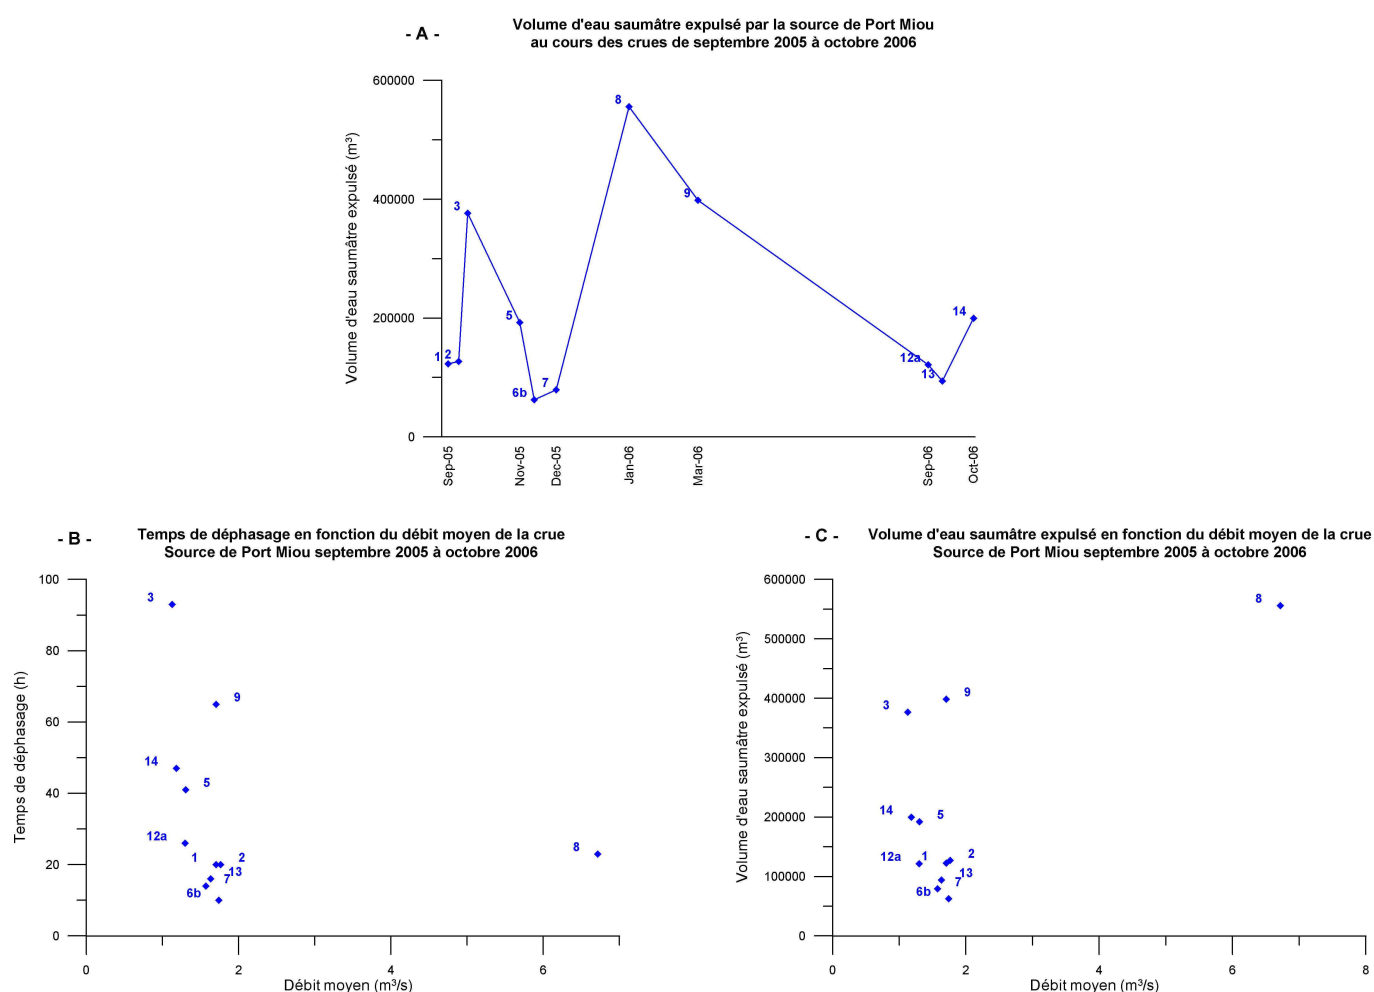 - A -
Volume d'eau saumâtre expulsé par la source de Port Miou
au cours des crues de septembre 2005 à octobre 2006
Volume d'eau saumâtre expulsé (m³)
600000
400000
200000
0
1
2
3
5
6b
7
8
9
12a
13
14
Sep-05
Nov-05
Dec-05
Jan-06
Mar-06
Sep-06
Oct-06
- B -
Temps de déphasage en fonction du débit moyen de la crue
Source de Port Miou septembre 2005 à octobre 2006
Temps de déphasage (h)
100
80
60
40
20
0
3
9
14
5
12a
1
2
13
7
6b
8
0
2
4
6
Débit moyen (m³/s)
- C -
Volume d'eau saumâtre expulsé en fonction du débit moyen de la crue
Source de Port Miou septembre 2005 à octobre 2006
Volume d'eau saumâtre expulsé (m³)
600000
500000
400000
300000
200000
100000
0
8
9
3
14
5
12a
1
2
13
7
6b
0
2
4
6
8
Débit moyen (m³/s)